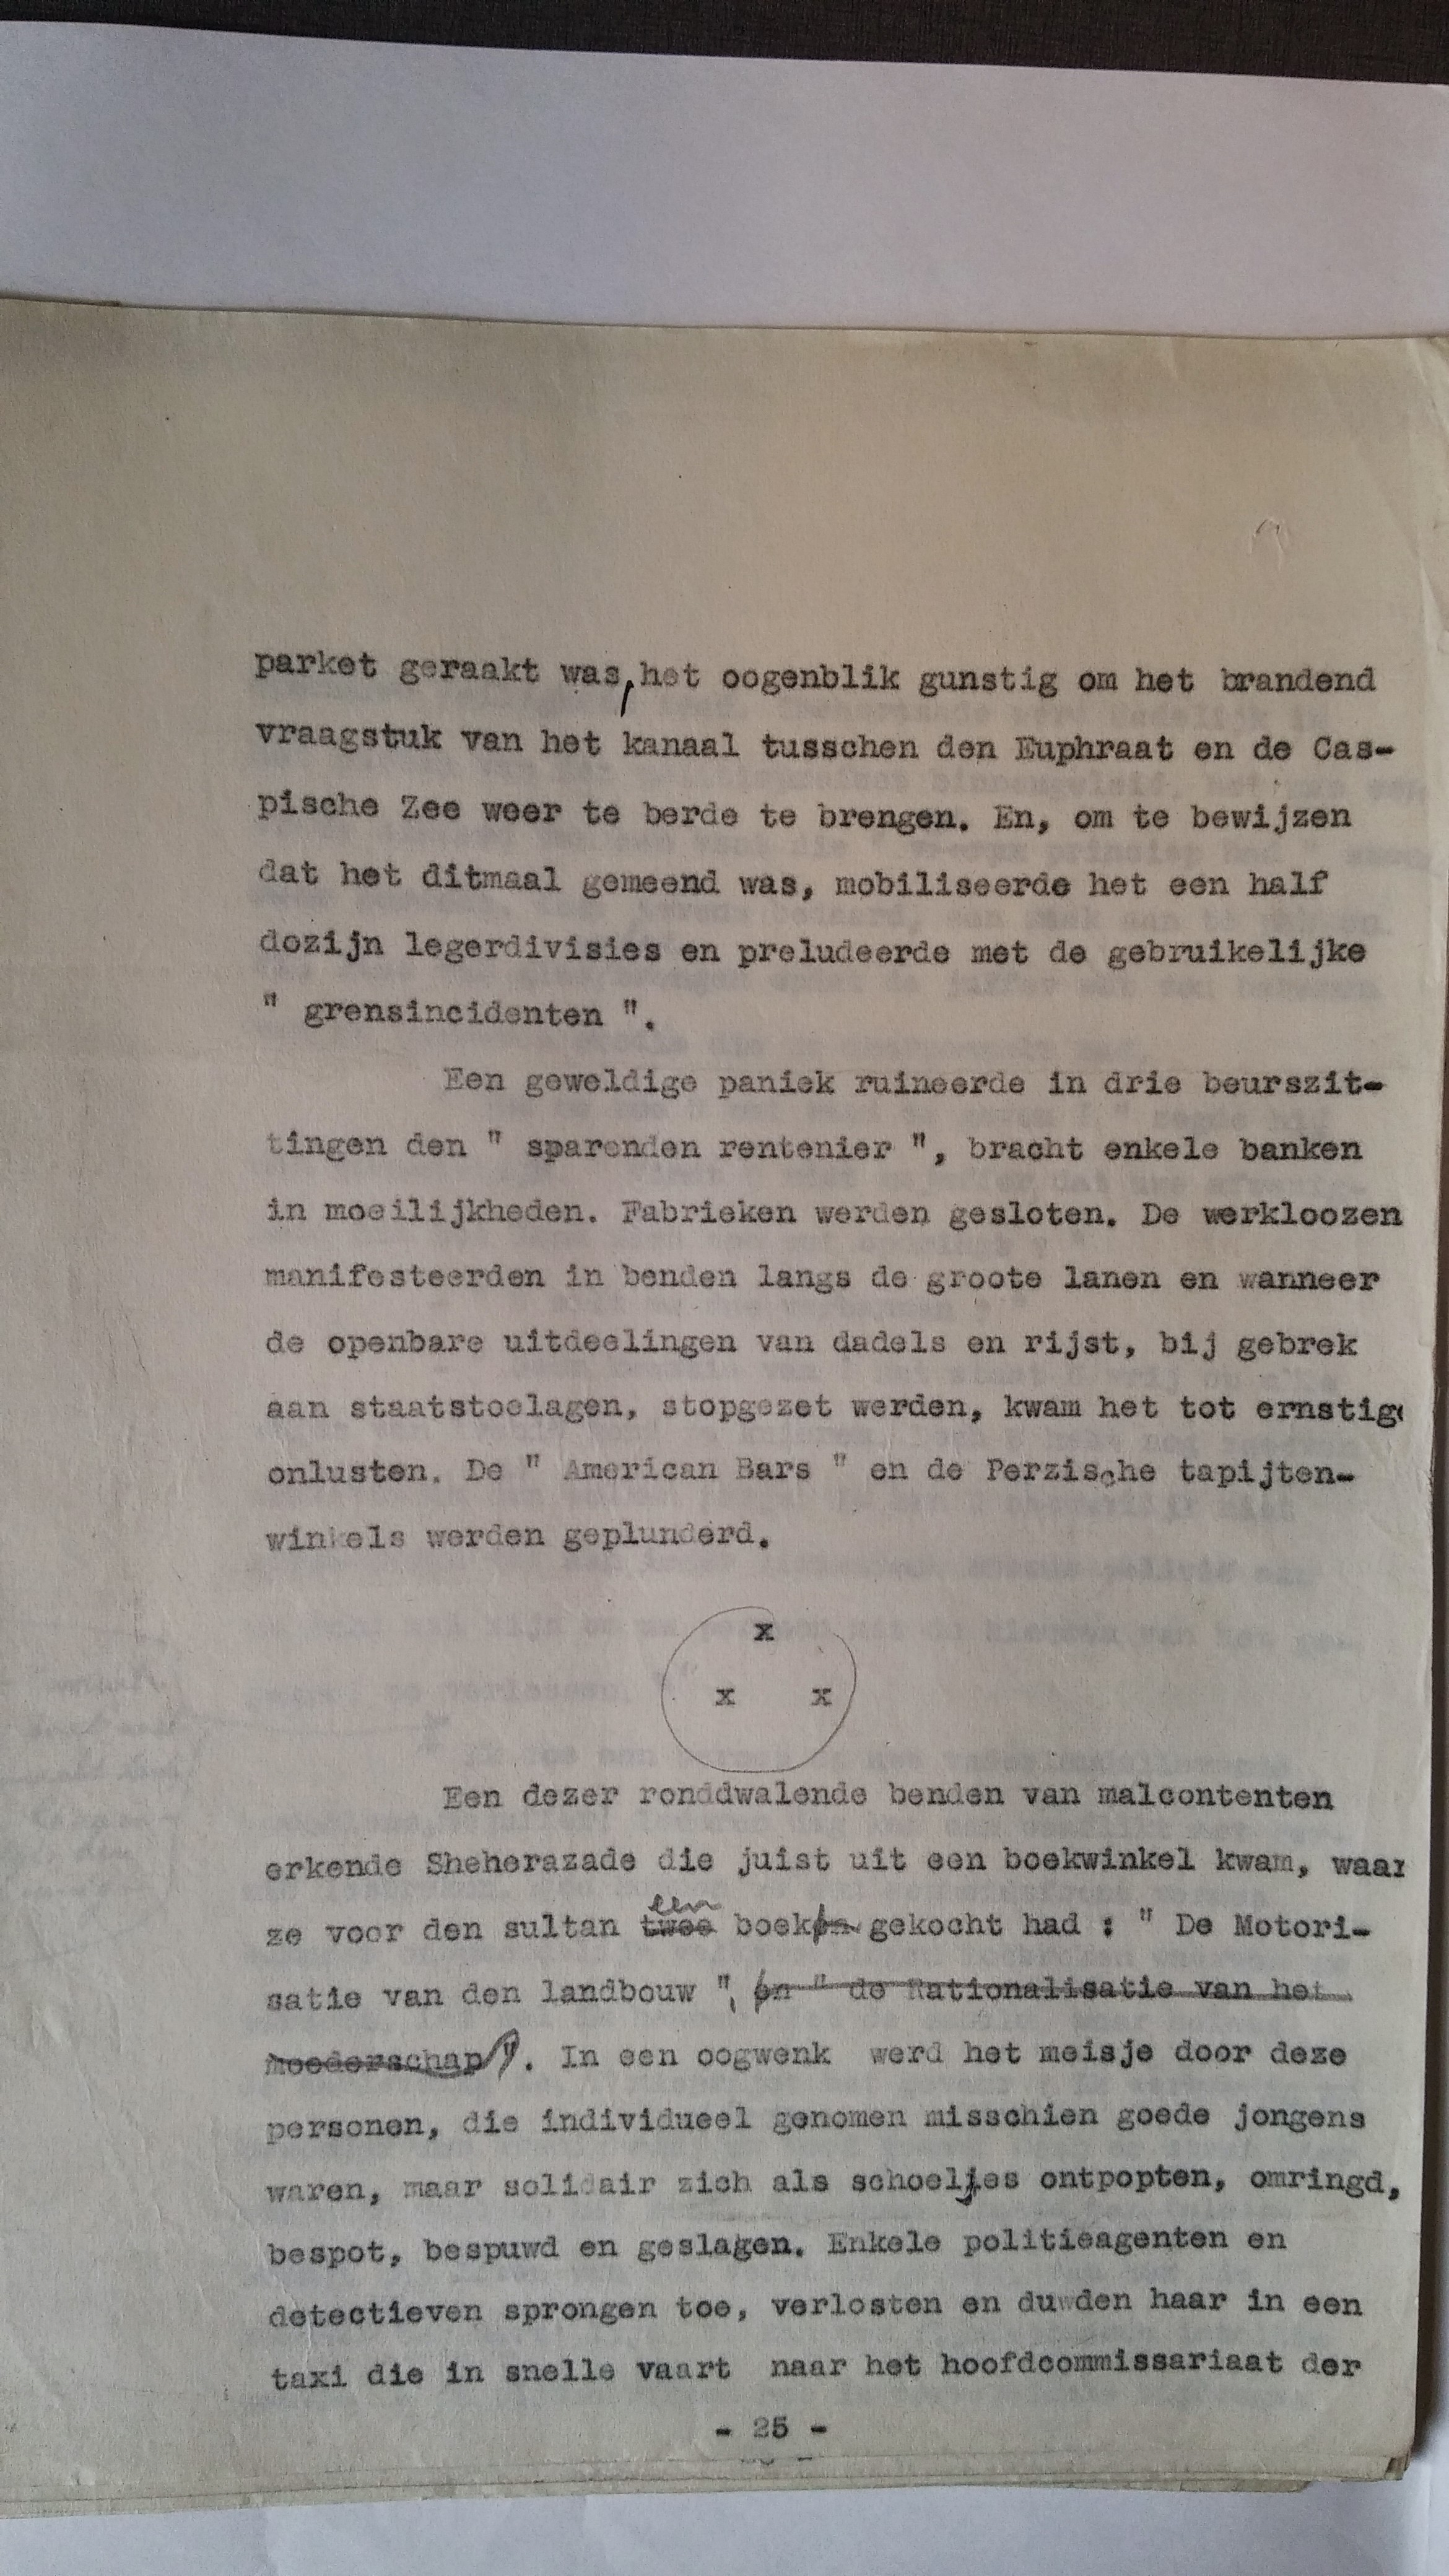 parket geraakt was, het oogenblik gunstig om het brandend
vraagstuk van het kanaal tusschen den Euphraat en de Cas-
pische Zee weer te berde te brengen. En, om te bewijzen
dat het ditmaal gemeend was, mobiliseerde het een half
dozijn legerdivisies en preludeerde met de gebruikelijke
" grensincidenten ".
Een geweldige paniek ruineerde in drie beurszit-
tingen den " sparenden rentenier ", bracht enkele banken
in moeilijkheden. Fabrieken werden gesloten. De werkloozen
manifesteerden in benden langs de groote lanen en wanneer
de openbare uitdeelingen van dadels en rijst, bij gebrek
aan staatstoelagen, stopgezet werden, kwam het tot ernstige
onlusten. De " American Bars " en de Perzische tapijten-
winkels werden geplunderd.
x
x x
Een dezer ronddwalende benden van malcontenten
erkende Sheherazade die juist uit een boekwinkel kwam, waar
een
ze voor den sultan twee boeken gekocht had : " De Motori-
satie van den landbouw ", en " de Rationalisatie van het
moederschap". In een oogwenk werd het meisje door deze
personen, die individueel genomen misschien goede jongens
waren, maar solidair zich als schoeljes ontpopten, omringd,
bespot, bespuwd en geslagen. Enkele politieagenten en
detectieven sprongen toe, verlosten en duwden haar in een
taxi die in snelle vaart naar het hoofdcommissariaat der
- 25 -